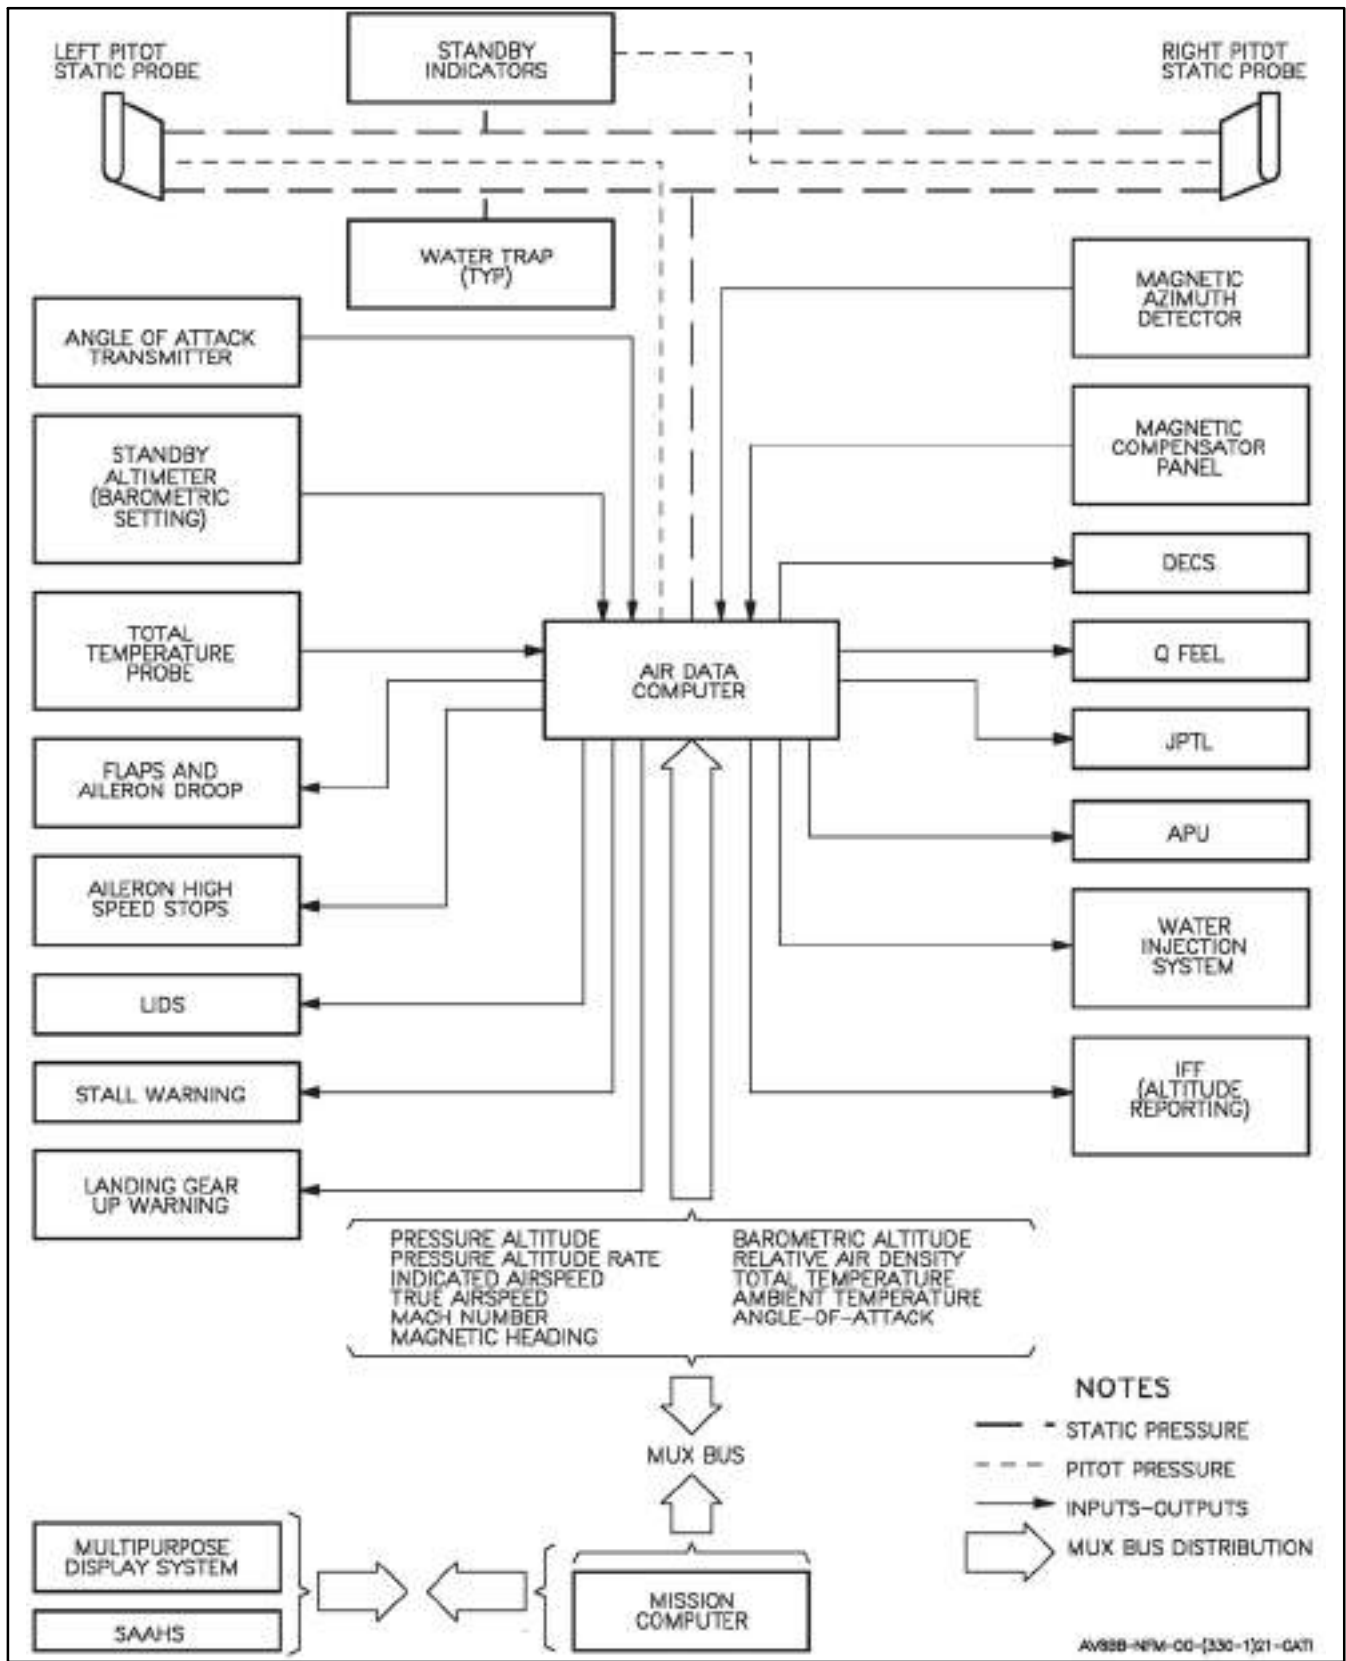 LEFT PITOT
STATIC PROBE
STANDBY
INDICATORS
RIGHT PITOT
STATIC PROBE
WATER TRAP
(TYP)
MAGNETIC
AZIMUTH
DETECTOR
ANGLE OF ATTACK
TRANSMITTER
MAGNETIC
COMPENSATOR
PANEL
STANDBY
ALTIMETER
(BAROMETRIC
SETTING)
DECS
TOTAL
TEMPERATURE
PROBE
AIR DATA
COMPUTER
Q FEEL
JPTL
FLAPS AND
AILERON DROOP
APU
AILERON HIGH
SPEED STOPS
WATER
INJECTION
SYSTEM
LIDS
STALL WARNING
IFF
(ALTITUDE
REPORTING)
LANDING GEAR
UP WARNING
PRESSURE ALTITUDE
PRESSURE ALTITUDE RATE
INDICATED AIRSPEED
TRUE AIRSPEED
MACH NUMBER
MAGNETIC HEADING
BAROMETRIC ALTITUDE
RELATIVE AIR DENSITY
TOTAL TEMPERATURE
AMBIENT TEMPERATURE
ANGLE-OF-ATTACK
MUX BUS
NOTES
STATIC PRESSURE
PITOT PRESSURE
INPUTS-OUTPUTS
MUX BUS DISTRIBUTION
MULTIPURPOSE
DISPLAY SYSTEM
SAAHS
MISSION
COMPUTER